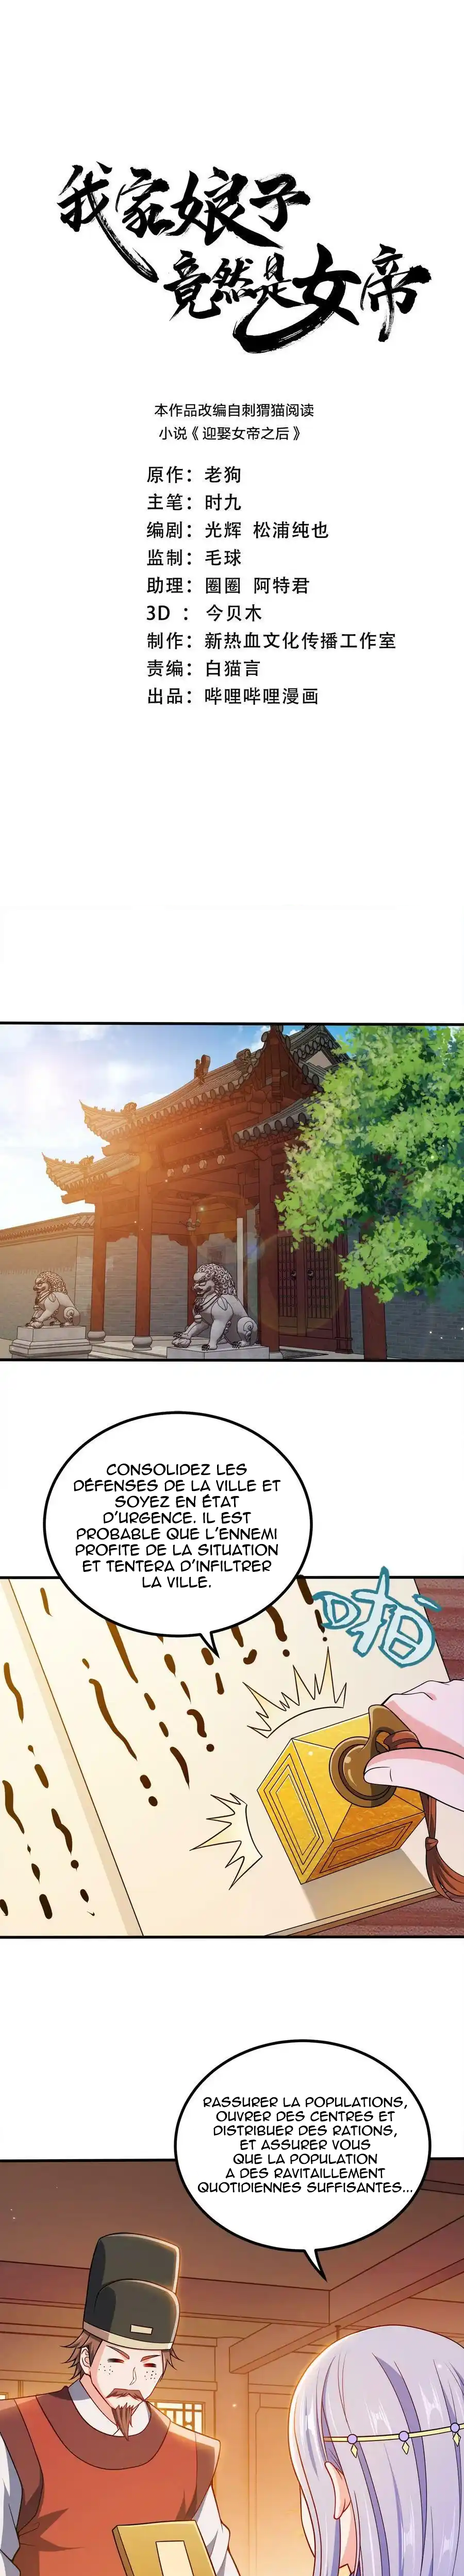 我家娘子
竟然是女帝
本作品改编自刺猬猫阅读
小说《迎娶女帝之后》
原作：老狗
主笔：时九
编剧：光辉 松浦纯也
监制：毛球
助理：圈圈 阿特君
3D ：今贝木
制作：新热血文化传播工作室
责编：白猫言
出品：哔哩哔哩漫画
CONSOLIDEZ LES
DÉFENSES DE LA VILLE ET
SOYEZ EN ÉTAT
D'URGENCE. IL EST
PROBABLE QUE L'ENNEMI
PROFITE DE LA SITUATION
ET TENTERA D'INFILTRER
LA VILLE.
RASSURER LA POPULATIONS,
OUVRER DES CENTRES ET
DISTRIBUER DES RATIONS,
ET ASSURER VOUS
QUE LA POPULATION
A DES RAVITAILLEMENT
QUOTIDIENNES SUFFISANTES...